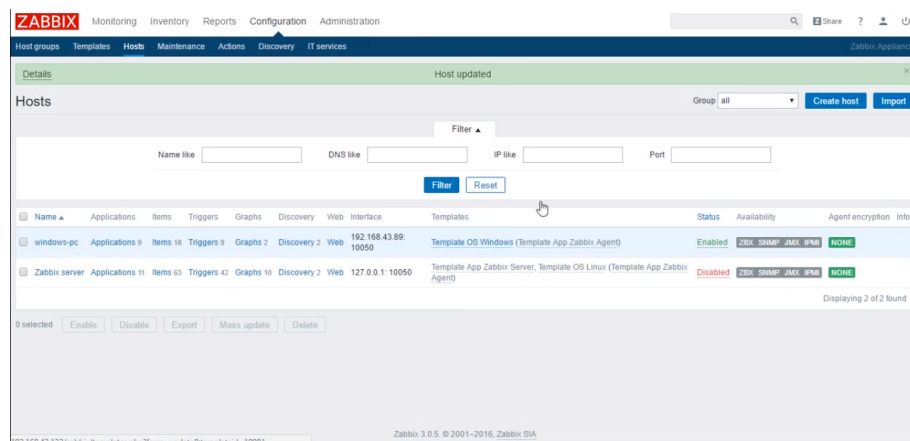 ZABBIX Monitoring Inventory Reports Configuration Administration Share ?
Host groups Templates Hosts Maintenance Actions Discovery IT services Zabbix Applianc
Details Host updated
Hosts Group all Create host Import
Filter
Name like DNS like IP like Port
Filter Reset
Name Applications Items Triggers Graphs Discovery Web Interface Templates Status Availability Agent encryption Info
windows-pc Applications 9 Items 18 Triggers 9 Graphs 2 Discovery 2 Web 192.168.43.89: 10050 Template OS Windows (Template App Zabbix Agent) Enabled ZBX SNMP JMX IPMI NONE
Zabbix server Applications 11 Items 63 Triggers 42 Graphs 10 Discovery 2 Web 127.0.0.1: 10050 Template App Zabbix Server, Template OS Linux (Template App Zabbix Agent) Disabled ZBX SNMP JMX IPMI NONE
Displaying 2 of 2 found
0 selected Enable Disable Export Mass update Delete
Zabbix 3.0.5. © 2001–2016, Zabbix SIA